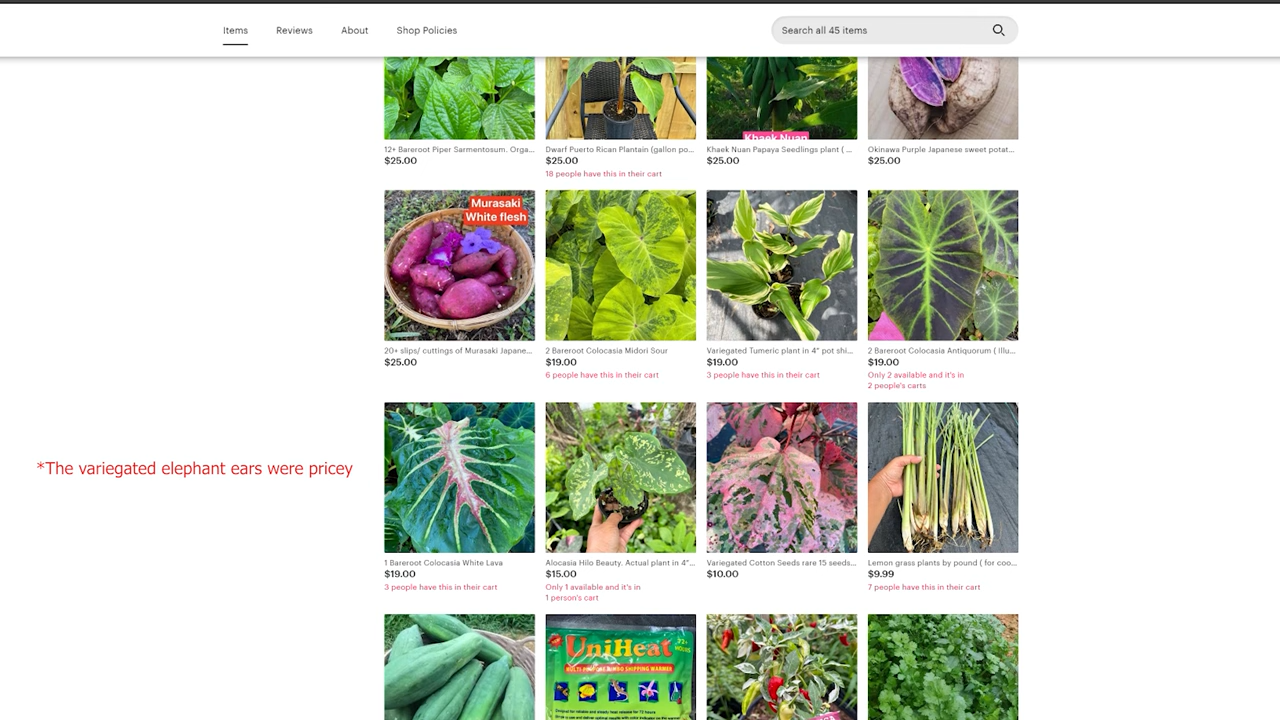 Items Reviews About Shop Policies
Search all 45 items
12+ Bareroot Piper Sarmentosum. Orga...
$25.00
Dwarf Puerto Rican Plantain (gallon po...
$25.00
18 people have this in their cart
Khaek Nuan
Khaek Nuan Papaya Seedlings plant ( ...
$25.00
Okinawa Purple Japanese sweet potat...
$25.00
Murasaki
White flesh
20+ slips/ cuttings of Murasaki Japane...
$25.00
2 Bareroot Colocasia Midori Sour
$19.00
6 people have this in their cart
Variegated Tumeric plant in 4" pot shi...
$19.00
3 people have this in their cart
2 Bareroot Colocasia Antiquorum ( Illu...
$19.00
Only 2 available and it's in
2 people's carts
*The variegated elephant ears were pricey
1 Bareroot Colocasia White Lava
$19.00
3 people have this in their cart
Alocasia Hilo Beauty. Actual plant in 4"...
$15.00
Only 1 available and it's in
1 person's cart
Variegated Cotton Seeds rare 15 seeds...
$10.00
Lemon grass plants by pound ( for coo...
$9.99
7 people have this in their cart
UniHeat
72+
HOURS
SHIPPING WARMER